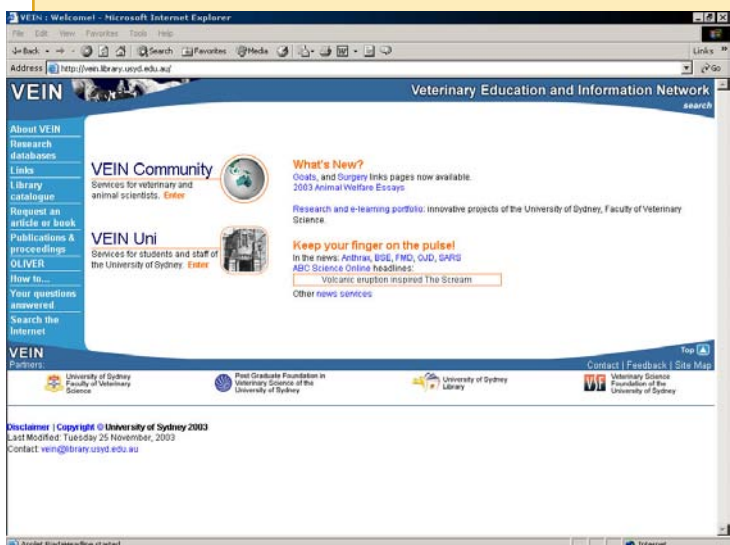 VEIN : Welcome! - Microsoft Internet Explorer
File Edit View Favorites Tools Help
Back Search Favorites Media
Links
Address http://vein.library.usyd.edu.au/
Go
VEIN
Veterinary Education and Information Network
search
About VEIN
Research
databases
Links
Library
catalogue
Request an
article or book
Publications &
proceedings
OLIVER
How to...
Your questions
answered
Search the
Internet
VEIN Community
Services for veterinary and
animal scientists. Enter
VEIN Uni
Services for students and staff of
the University of Sydney. Enter
What's New?
Goats, and Surgery links pages now available.
2003 Animal Welfare Essays
Research and e-learning portfolio: innovative projects of the University of Sydney, Faculty of Veterinary
Science.
Keep your finger on the pulse!
In the news: Anthrax, BSE, FMD, OJD, SARS
ABC Science Online headlines:
Volcanic eruption inspired The Scream
Other news services
VEIN
Top
Partners:
Contact | Feedback | Site Map
University of Sydney
Faculty of Veterinary
Science
Post Graduate Foundation in
Veterinary Science of the
University of Sydney
University of Sydney
Library
Veterinary Science
Foundation of the
University of Sydney
Disclaimer | Copyright © University of Sydney 2003
Last Modified: Tuesday 25 November, 2003
Contact: vein@library.usyd.edu.au
Applet started
Internet